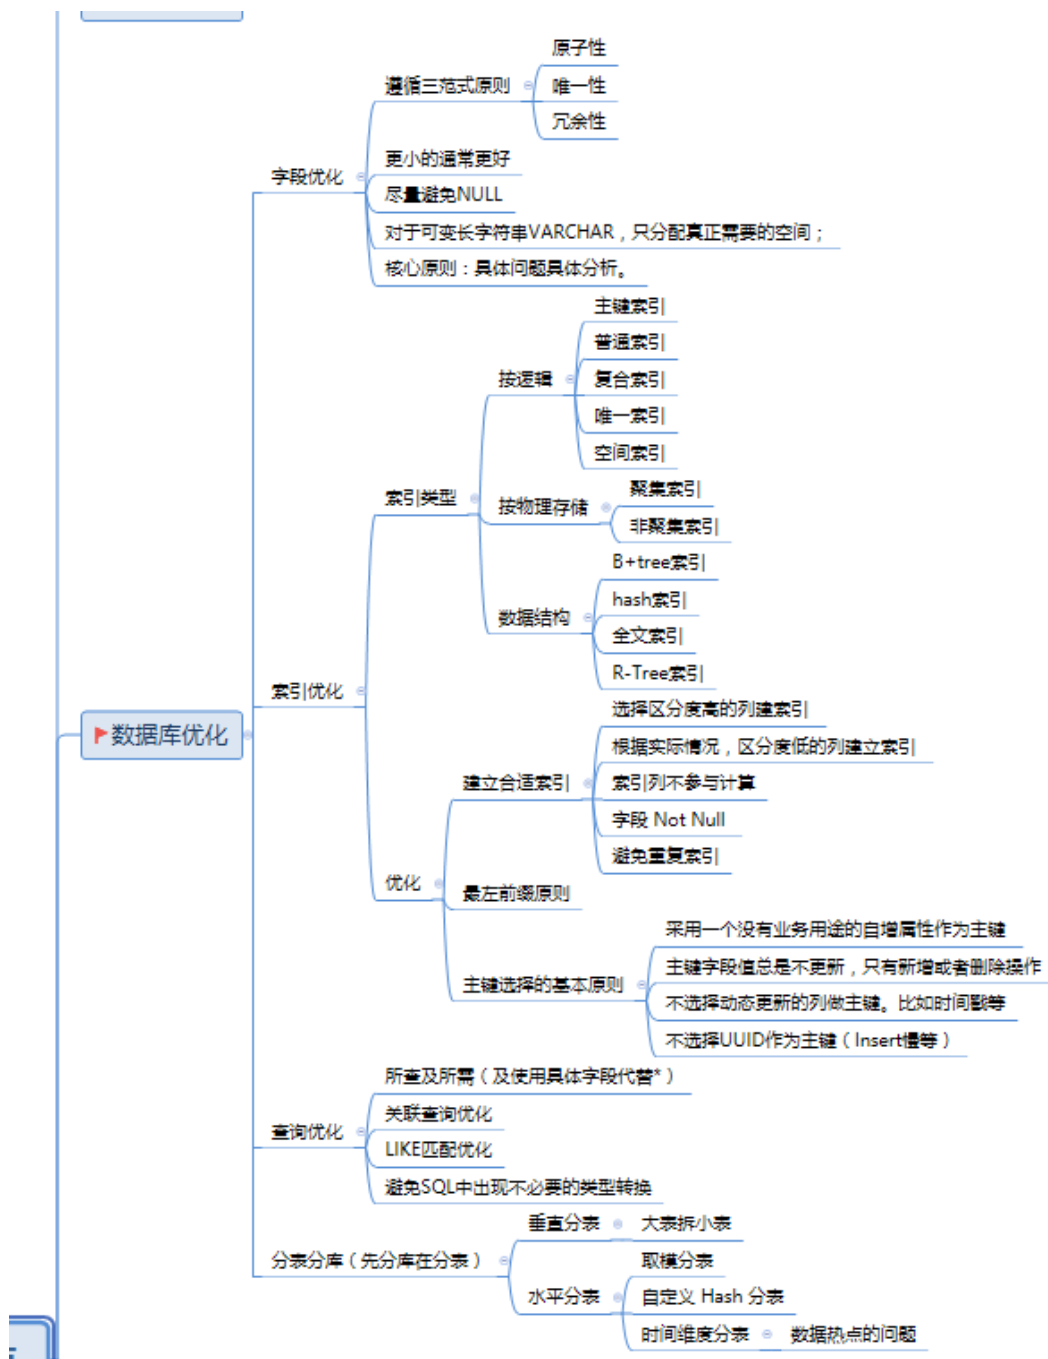 原子性
遵循三范式原则
唯一性
冗余性
更小的通常更好
字段优化
尽量避免NULL
对于可变长字符串VARCHAR，只分配真正需要的空间；
核心原则：具体问题具体分析。
主键索引
普通索引
按逻辑
复合索引
唯一索引
空间索引
索引类型
聚集索引
按物理存储
非聚集索引
B+tree索引
hash索引
数据结构
全文索引
R-Tree索引
索引优化
选择区分度高的列建索引
数据库优化
根据实际情况，区分度低的列建立索引
建立合适索引
索引列不参与计算
字段 Not Null
避免重复索引
优化
最左前缀原则
采用一个没有业务用途的自增属性作为主键
主键字段值总是不更新，只有新增或者删除操作
主键选择的基本原则
不选择动态更新的列做主键。比如时间戳等
不选择UUID作为主键（Insert慢等）
所查及所需（及使用具体字段代替*）
关联查询优化
查询优化
LIKE匹配优化
避免SQL中出现不必要的类型转换
垂直分表
大表拆小表
分表分库（先分库在分表）
取模分表
水平分表
自定义 Hash 分表
时间维度分表
数据热点的问题